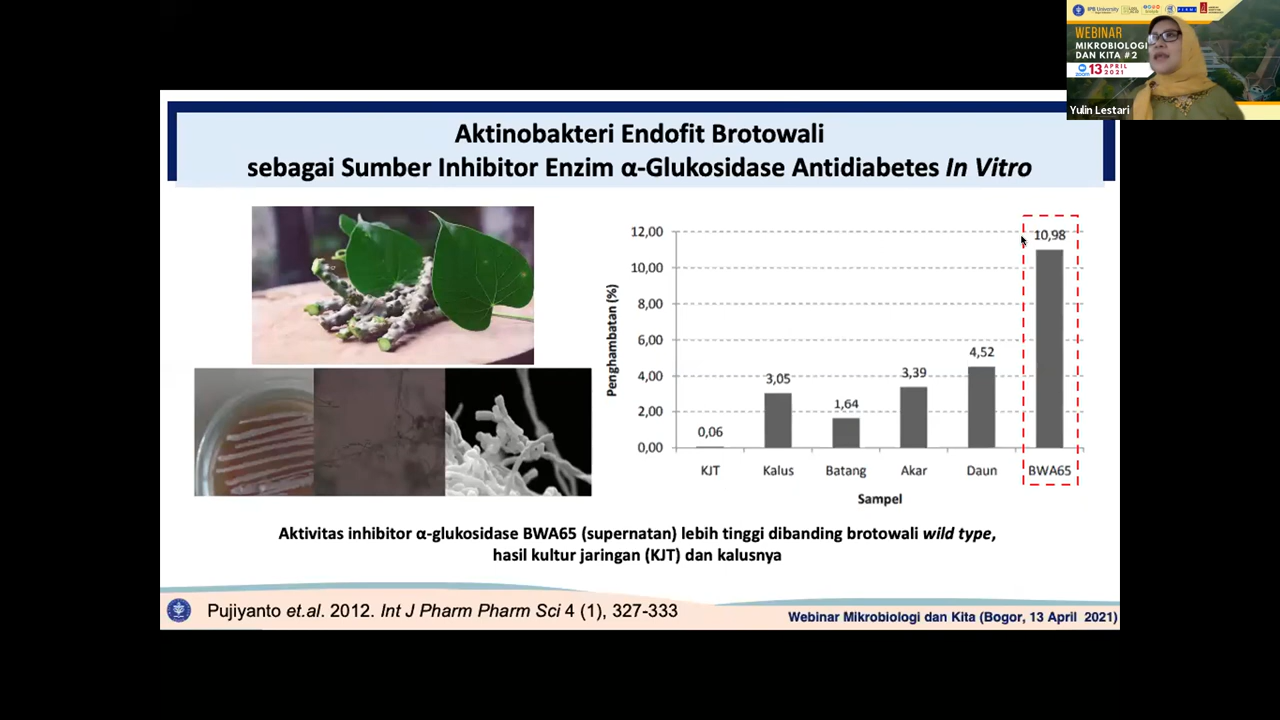 Aktinobakteri Endofit Brotowali
sebagai Sumber Inhibitor Enzim α-Glukosidase Antidiabetes In Vitro
12,00
10,00
8,00
6,00
4,00
2,00
0,00
Penghambatan (%)
0,06
3,05
1,64
3,39
4,52
10,98
KJT
Kalus
Batang
Akar
Daun
BWA65
Sampel
Aktivitas inhibitor α-glukosidase BWA65 (supernatan) lebih tinggi dibanding brotowali wild type,
hasil kultur jaringan (KJT) dan kalusnya
Pujiyanto et.al. 2012. Int J Pharm Pharm Sci 4 (1), 327-333
Webinar Mikrobiologi dan Kita (Bogor, 13 April 2021)
IPB University
WEBINAR
MIKROBIOLOGI
DAN KITA #2
zoom
13 APRIL
2021
Yulin Lestari